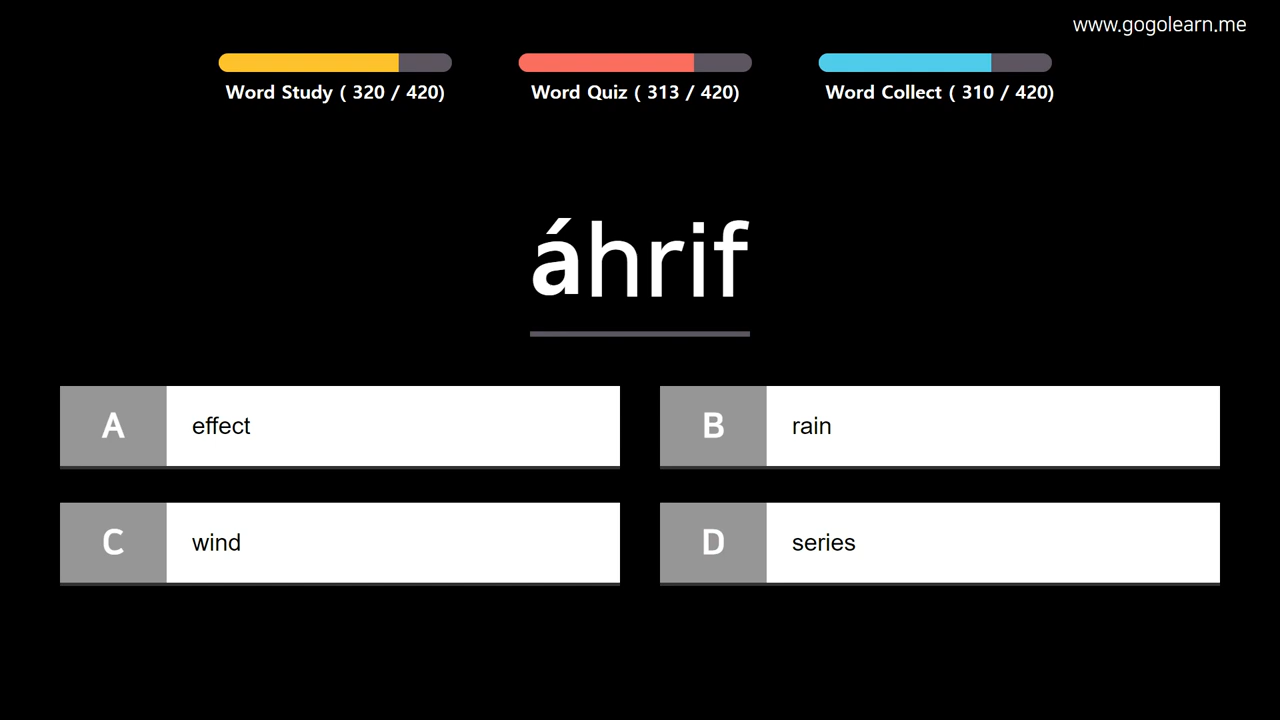 www.gogolearn.me
Word Study ( 320 / 420)
Word Quiz ( 313 / 420)
Word Collect ( 310 / 420)
áhrif
A effect
B rain
C wind
D series